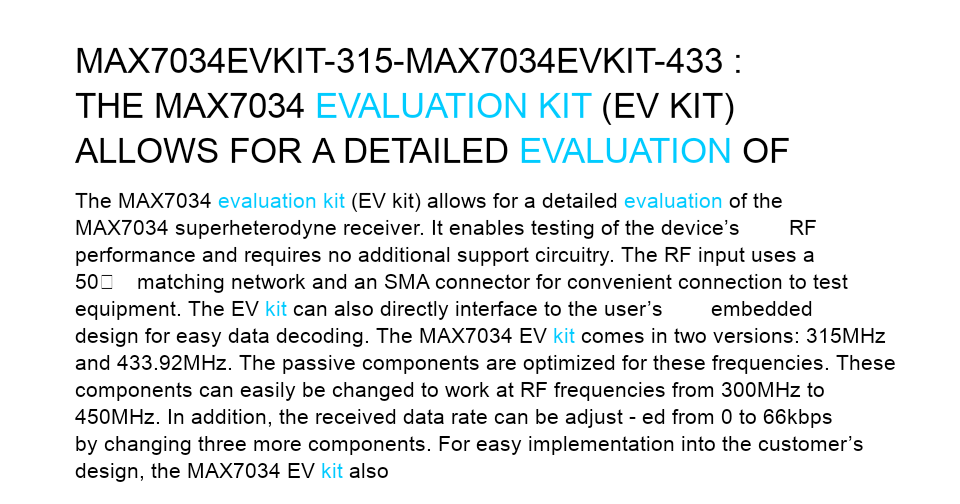 MAX7034EVKIT-315-MAX7034EVKIT-433 :
THE MAX7034 EVALUATION KIT (EV KIT)
ALLOWS FOR A DETAILED EVALUATION OF
The MAX7034 evaluation kit (EV kit) allows for a detailed evaluation of the
MAX7034 superheterodyne receiver. It enables testing of the device’s RF
performance and requires no additional support circuitry. The RF input uses a
50□ matching network and an SMA connector for convenient connection to test
equipment. The EV kit can also directly interface to the user’s embedded
design for easy data decoding. The MAX7034 EV kit comes in two versions: 315MHz
and 433.92MHz. The passive components are optimized for these frequencies. These
components can easily be changed to work at RF frequencies from 300MHz to
450MHz. In addition, the received data rate can be adjust - ed from 0 to 66kbps
by changing three more components. For easy implementation into the customer’s
design, the MAX7034 EV kit also